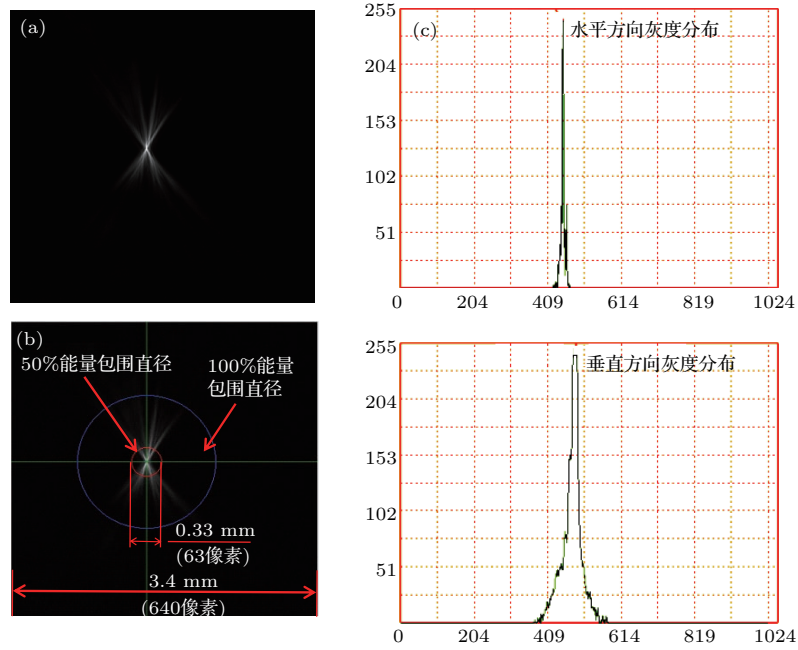 (a)
(b)
50%能量包围直径
100%能量
包围直径
0.33 mm
(63像素)
3.4 mm
(640像素)
(c)
水平方向灰度分布
255
204
153
102
51
0
204
409
614
819
1024
垂直方向灰度分布
255
204
153
102
51
0
204
409
614
819
1024